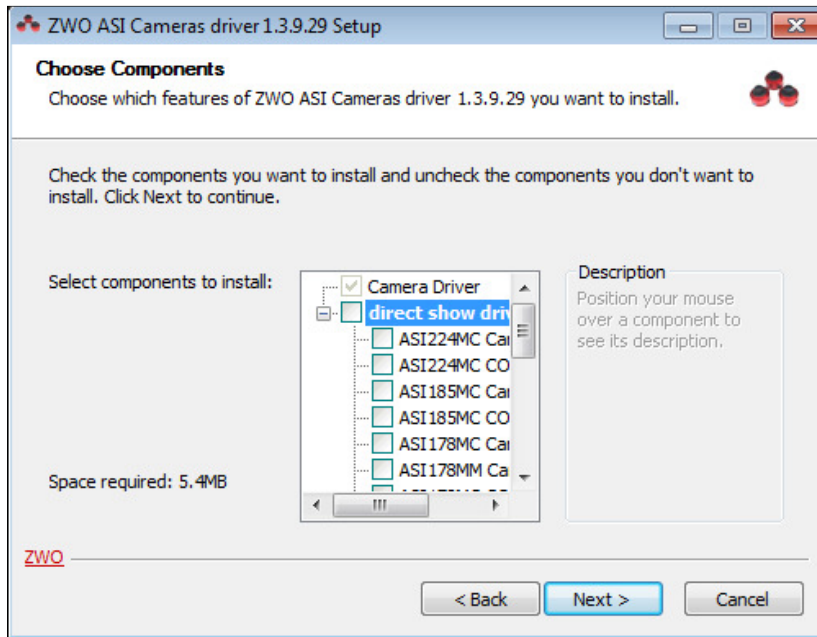 ZWO ASI Cameras driver 1.3.9.29 Setup
Choose Components
Choose which features of ZWO ASI Cameras driver 1.3.9.29 you want to install.
Check the components you want to install and uncheck the components you don't want to
install. Click Next to continue.
Select components to install:
Camera Driver
direct show driv
ASI224MC Car
ASI224MC CO
ASI185MC Car
ASI185MC CO
ASI178MC Car
ASI178MM Ca
Description
Position your mouse
over a component to
see its description.
Space required: 5.4MB
ZWO
< Back
Next >
Cancel